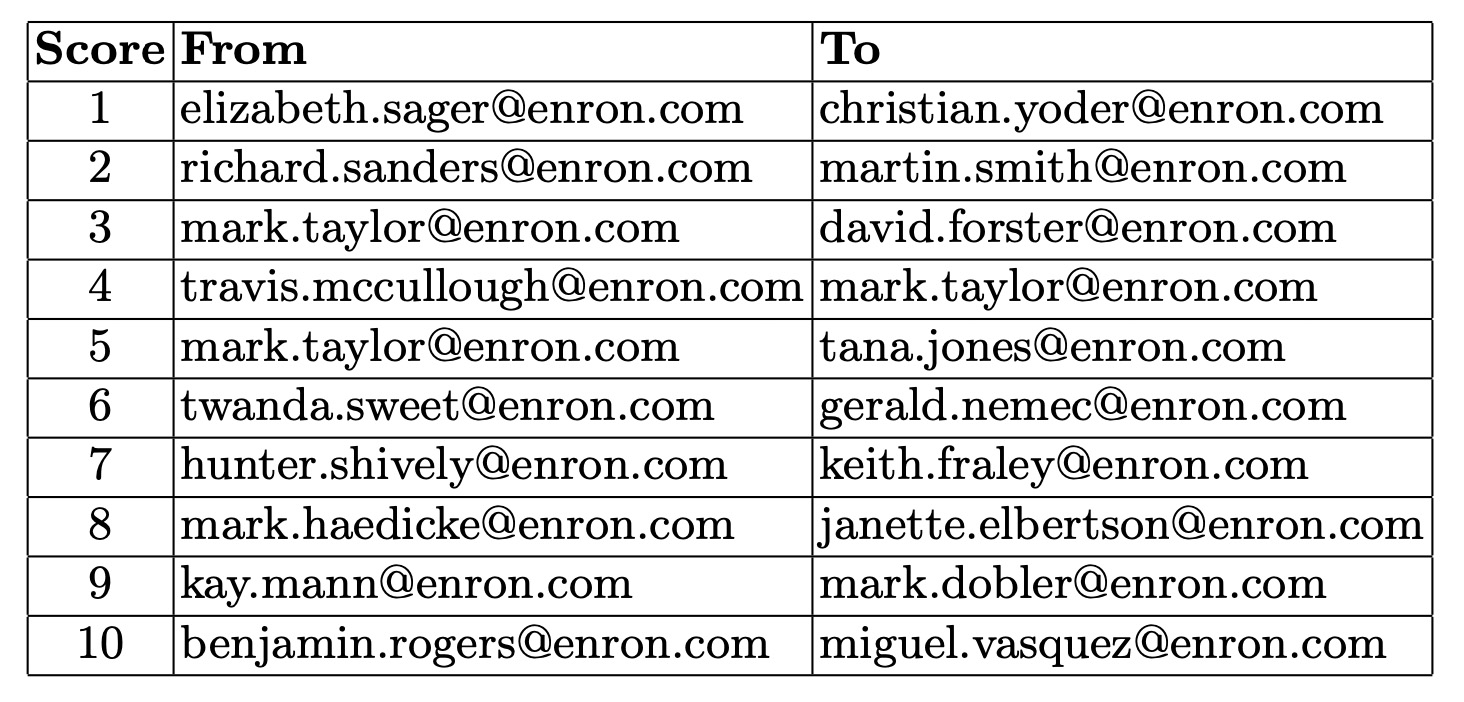 Score From To
1 elizabeth.sager@enron.com christian.yoder@enron.com
2 richard.sanders@enron.com martin.smith@enron.com
3 mark.taylor@enron.com david.forster@enron.com
4 travis.mccullough@enron.com mark.taylor@enron.com
5 mark.taylor@enron.com tana.jones@enron.com
6 twanda.sweet@enron.com gerald.nemec@enron.com
7 hunter.shively@enron.com keith.fraley@enron.com
8 mark.haedicke@enron.com janette.elbertson@enron.com
9 kay.mann@enron.com mark.dobler@enron.com
10 benjamin.rogers@enron.com miguel.vasquez@enron.com